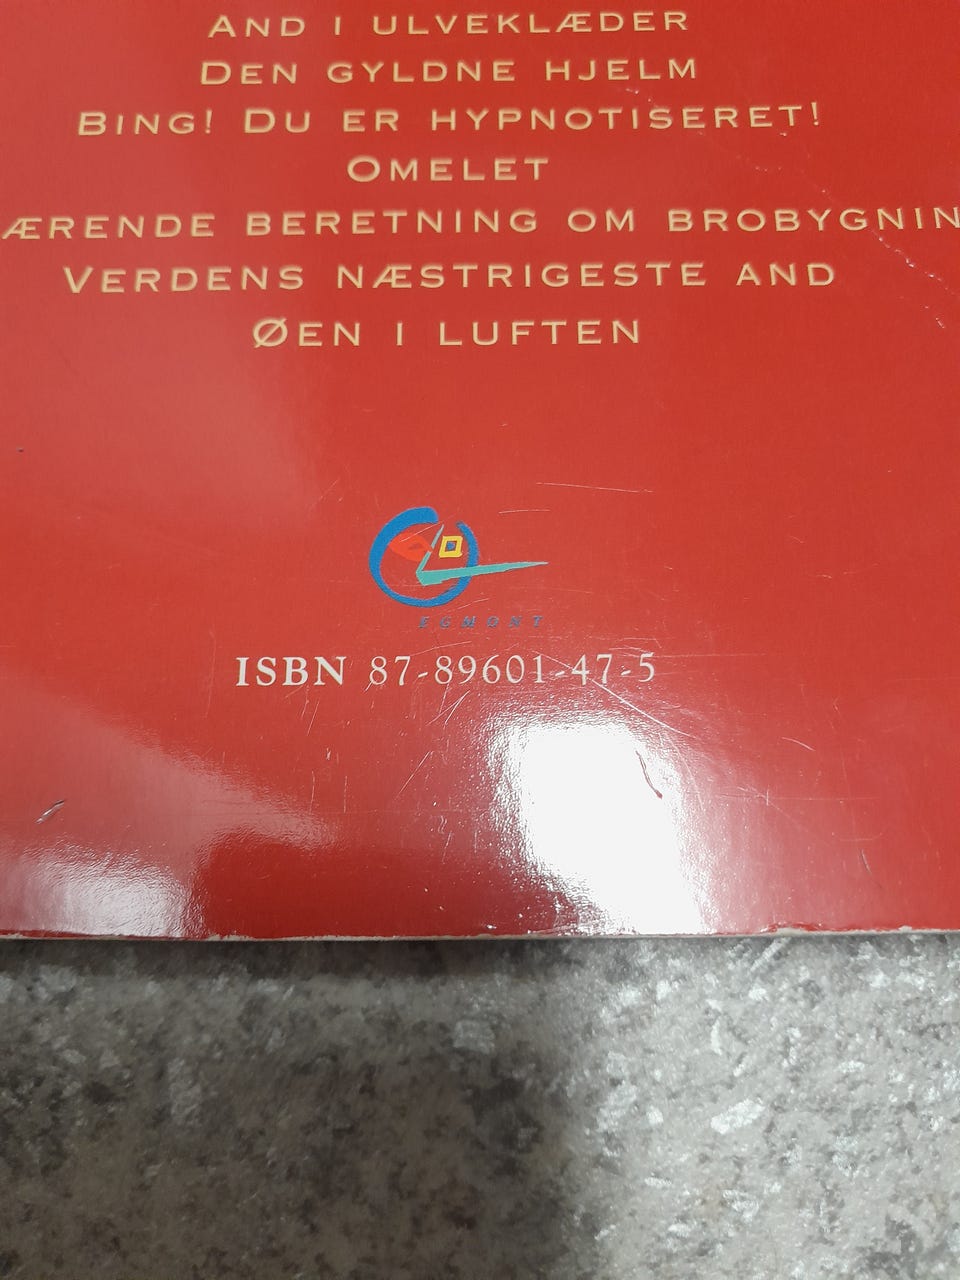 AND I ULVEKLÆDER
DEN GYLDNE HJELM
BING! DU ER HYPNOTISERET!
OMELET
ÆRENDE BERETNING OM BROBYGNIN
VERDENS NÆSTRIGESTE AND
ØEN I LUFTEN
EGMONT
ISBN 87-89601-47-5